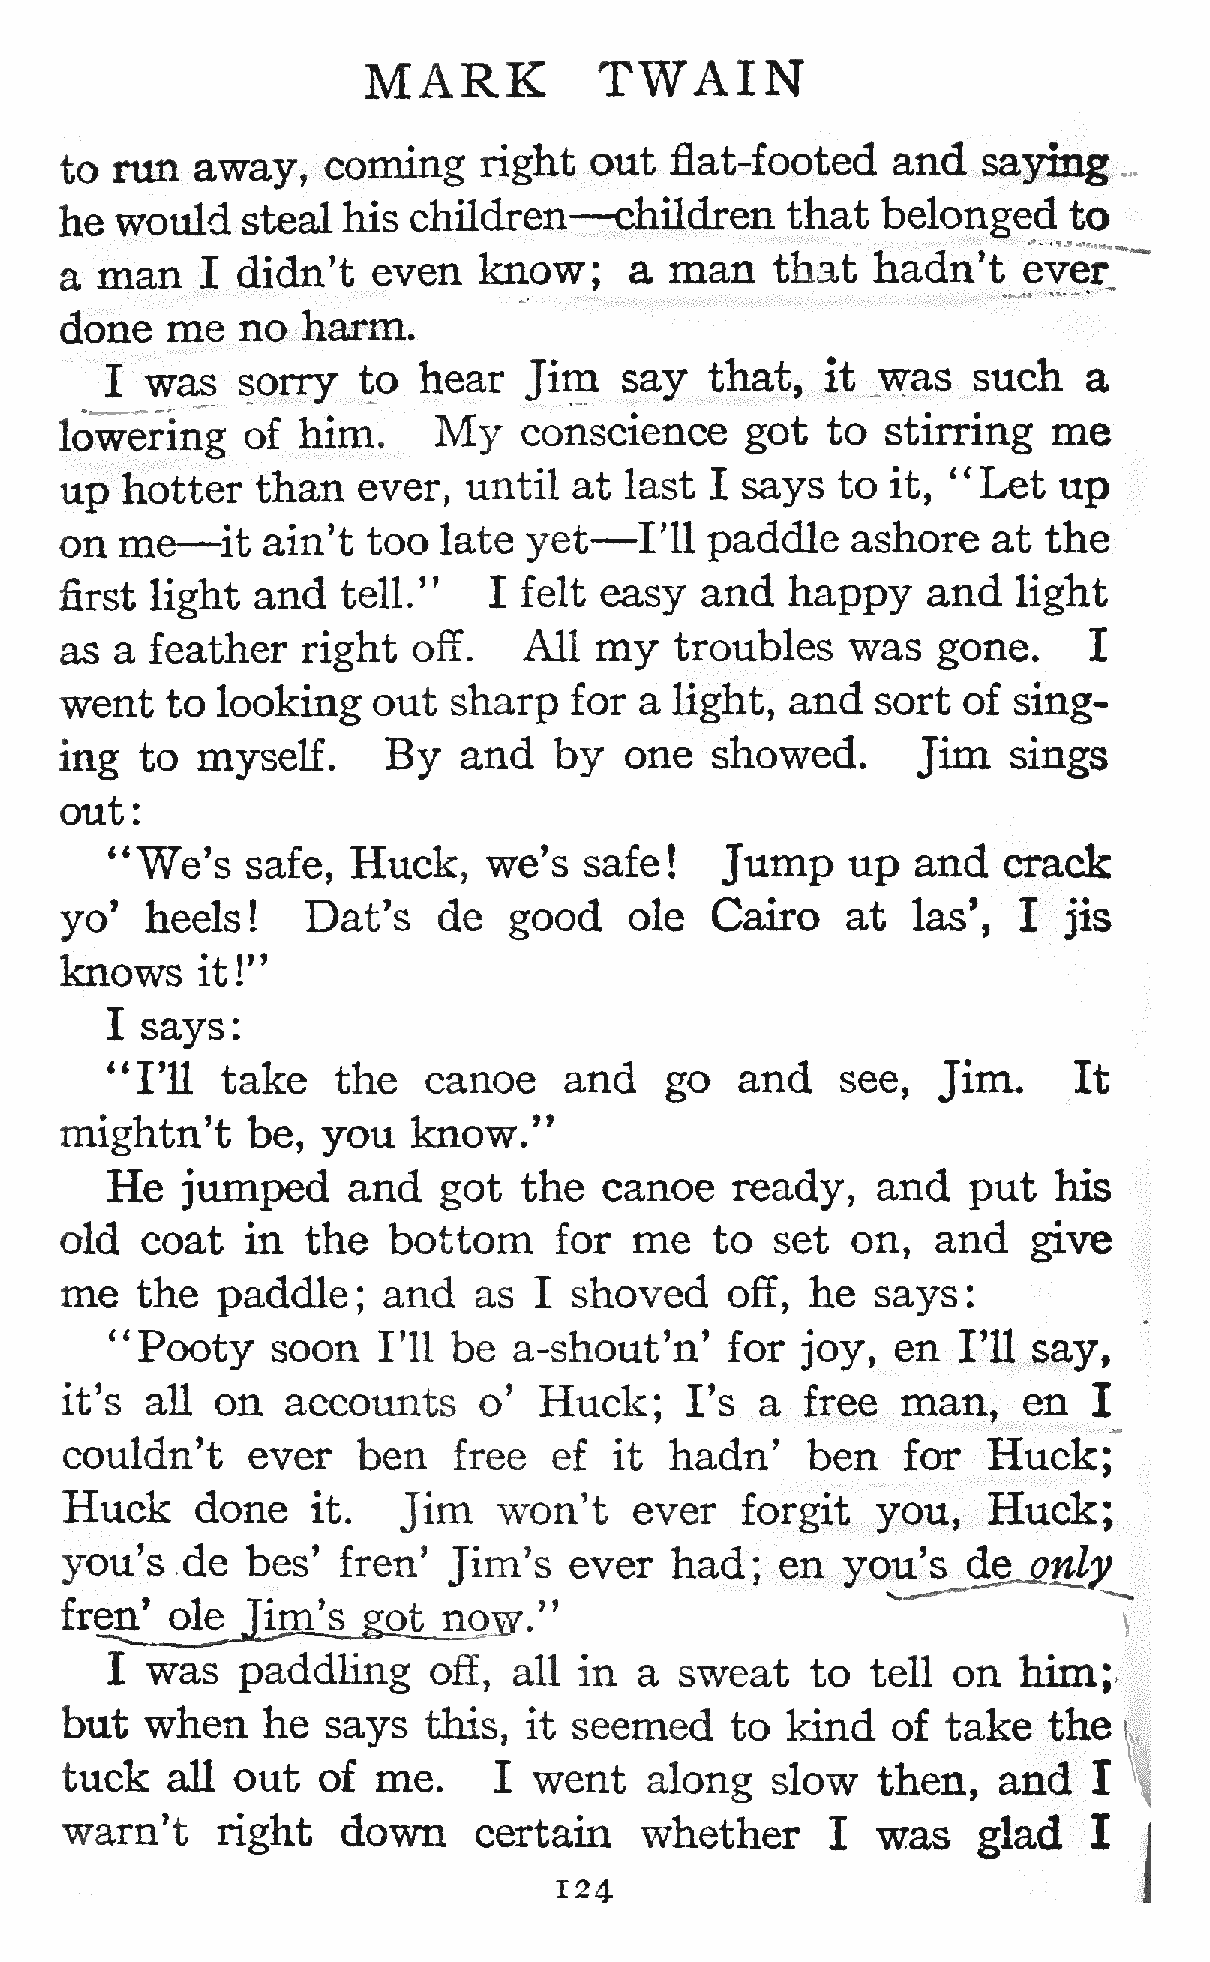 MARK TWAIN
to run away, coming right out flat-footed and saying
he would steal his children—children that belonged to
a man I didn't even know; a man that hadn't ever
done me no harm.
I was sorry to hear Jim say that, it was such a
lowering of him. My conscience got to stirring me
up hotter than ever, until at last I says to it, "Let up
on me—it ain't too late yet—I'll paddle ashore at the
first light and tell." I felt easy and happy and light
as a feather right off. All my troubles was gone. I
went to looking out sharp for a light, and sort of sing-
ing to myself. By and by one showed. Jim sings
out:
"We's safe, Huck, we's safe! Jump up and crack
yo' heels! Dat's de good ole Cairo at las', I jis
knows it!"
I says:
"I'll take the canoe and go and see, Jim. It
mightn't be, you know."
He jumped and got the canoe ready, and put his
old coat in the bottom for me to set on, and give
me the paddle; and as I shoved off, he says:
"Pooty soon I'll be a-shout'n' for joy, en I'll say,
it's all on accounts o' Huck; I's a free man, en I
couldn't ever ben free ef it hadn' ben for Huck;
Huck done it. Jim won't ever forgit you, Huck;
you's de bes' fren' Jim's ever had; en you's de only
fren' ole Jim's got now."
I was paddling off, all in a sweat to tell on him;
but when he says this, it seemed to kind of take the
tuck all out of me. I went along slow then, and I
warn't right down certain whether I was glad I
124